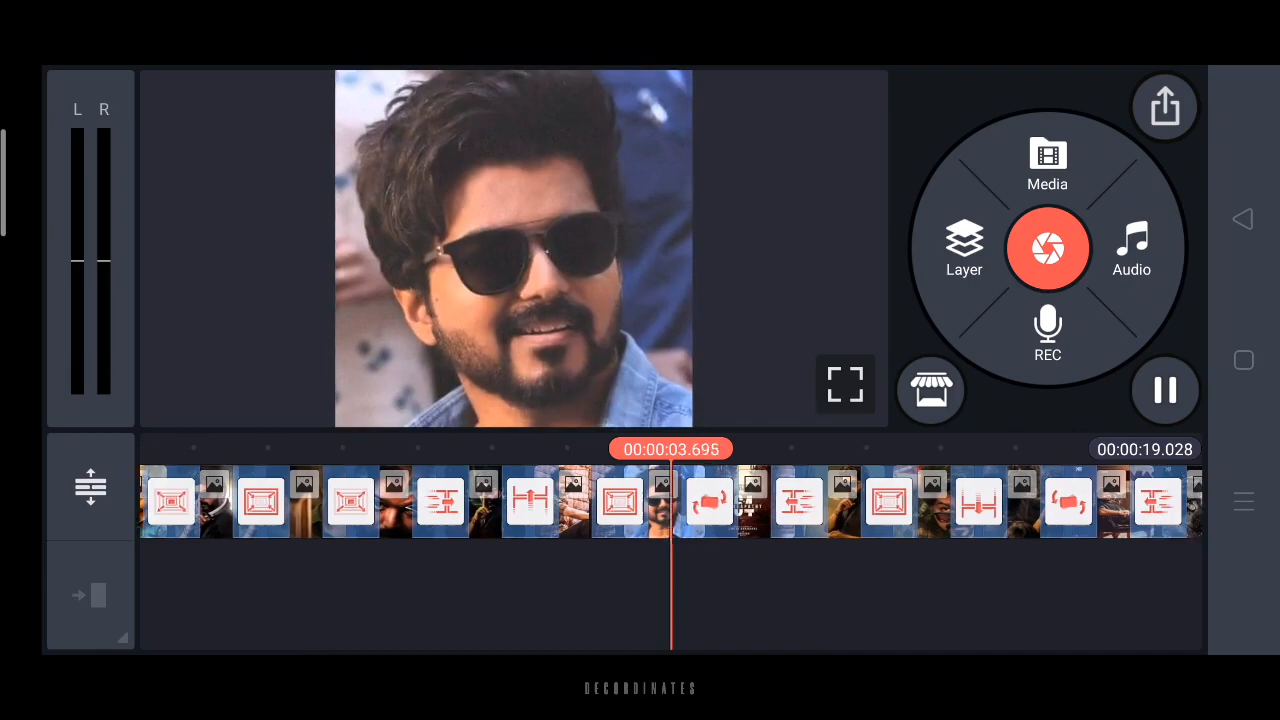 L R
Media
Layer
Audio
REC
00:00:03.695
00:00:19.028
DECORDINATES